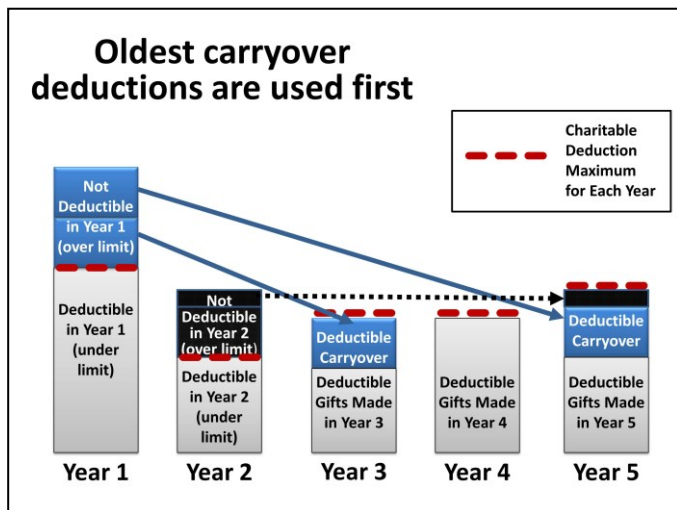 Oldest carryover
deductions are used first
Charitable
Deduction
Maximum
for Each Year
Not
Deductible
in Year 1
(over limit)
Deductible
in Year 1
(under
limit)
Not
Deductible
in Year 2
(over limit)
Deductible
in Year 2
(under
limit)
Deductible
Carryover
Deductible
Gifts Made
in Year 3
Deductible
Gifts Made
in Year 4
Deductible
Carryover
Deductible
Gifts Made
in Year 5
Year 1
Year 2
Year 3
Year 4
Year 5